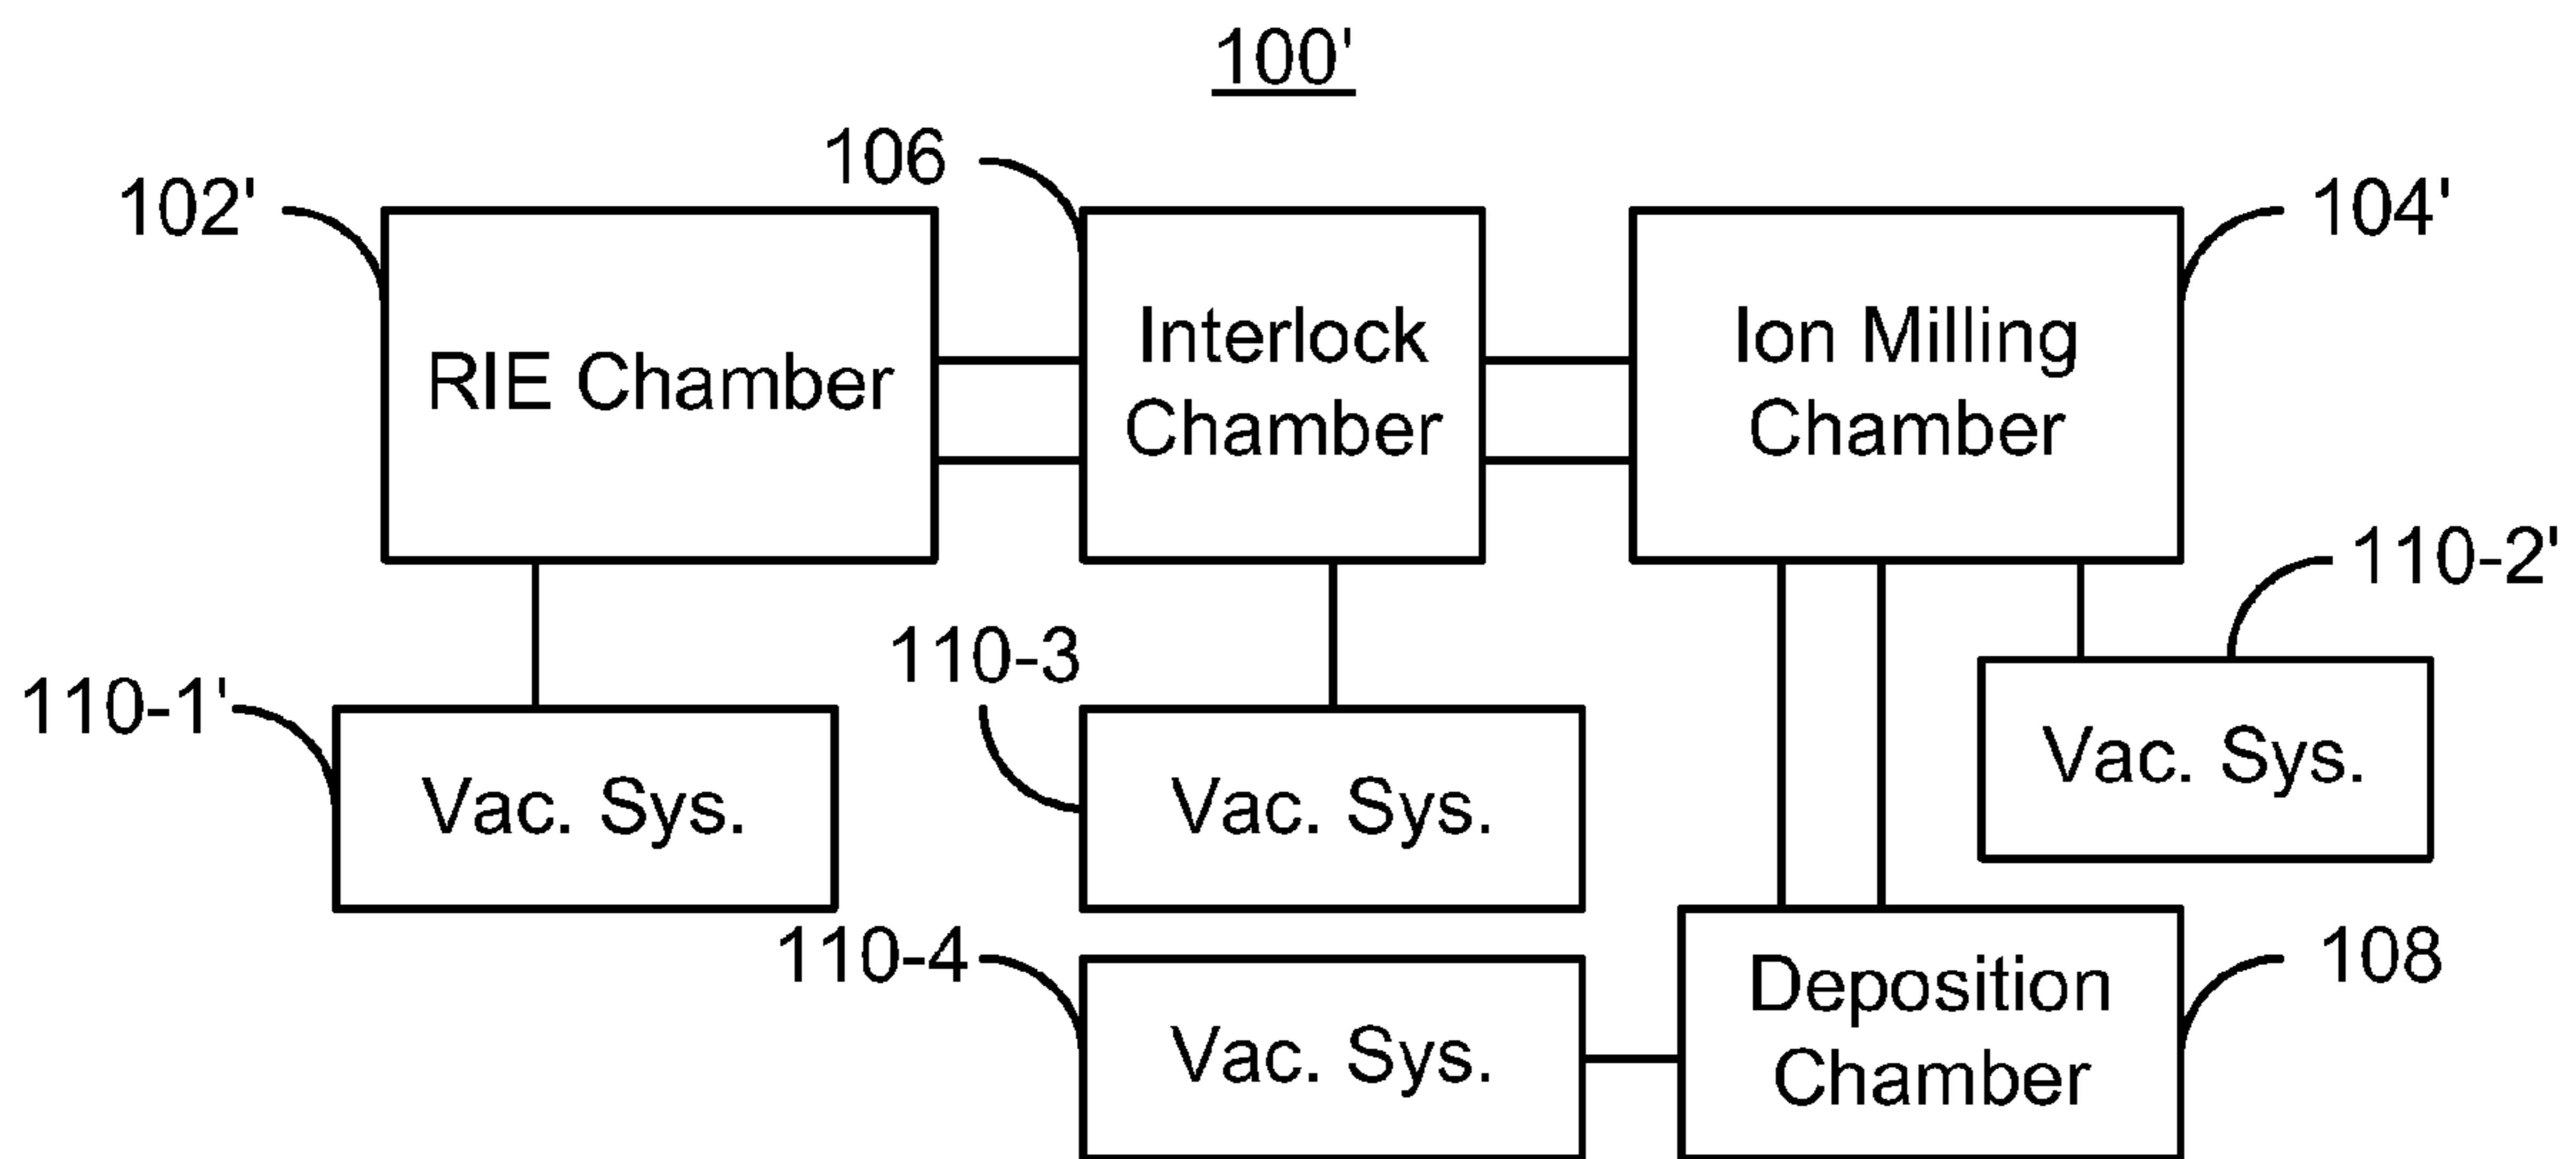 100'
106
102'
104'
RIE Chamber
Interlock
Chamber
Ion Milling
Chamber
110-2'
110-3
110-1'
Vac. Sys.
Vac. Sys.
Vac. Sys.
110-4
108
Vac. Sys.
Deposition
Chamber